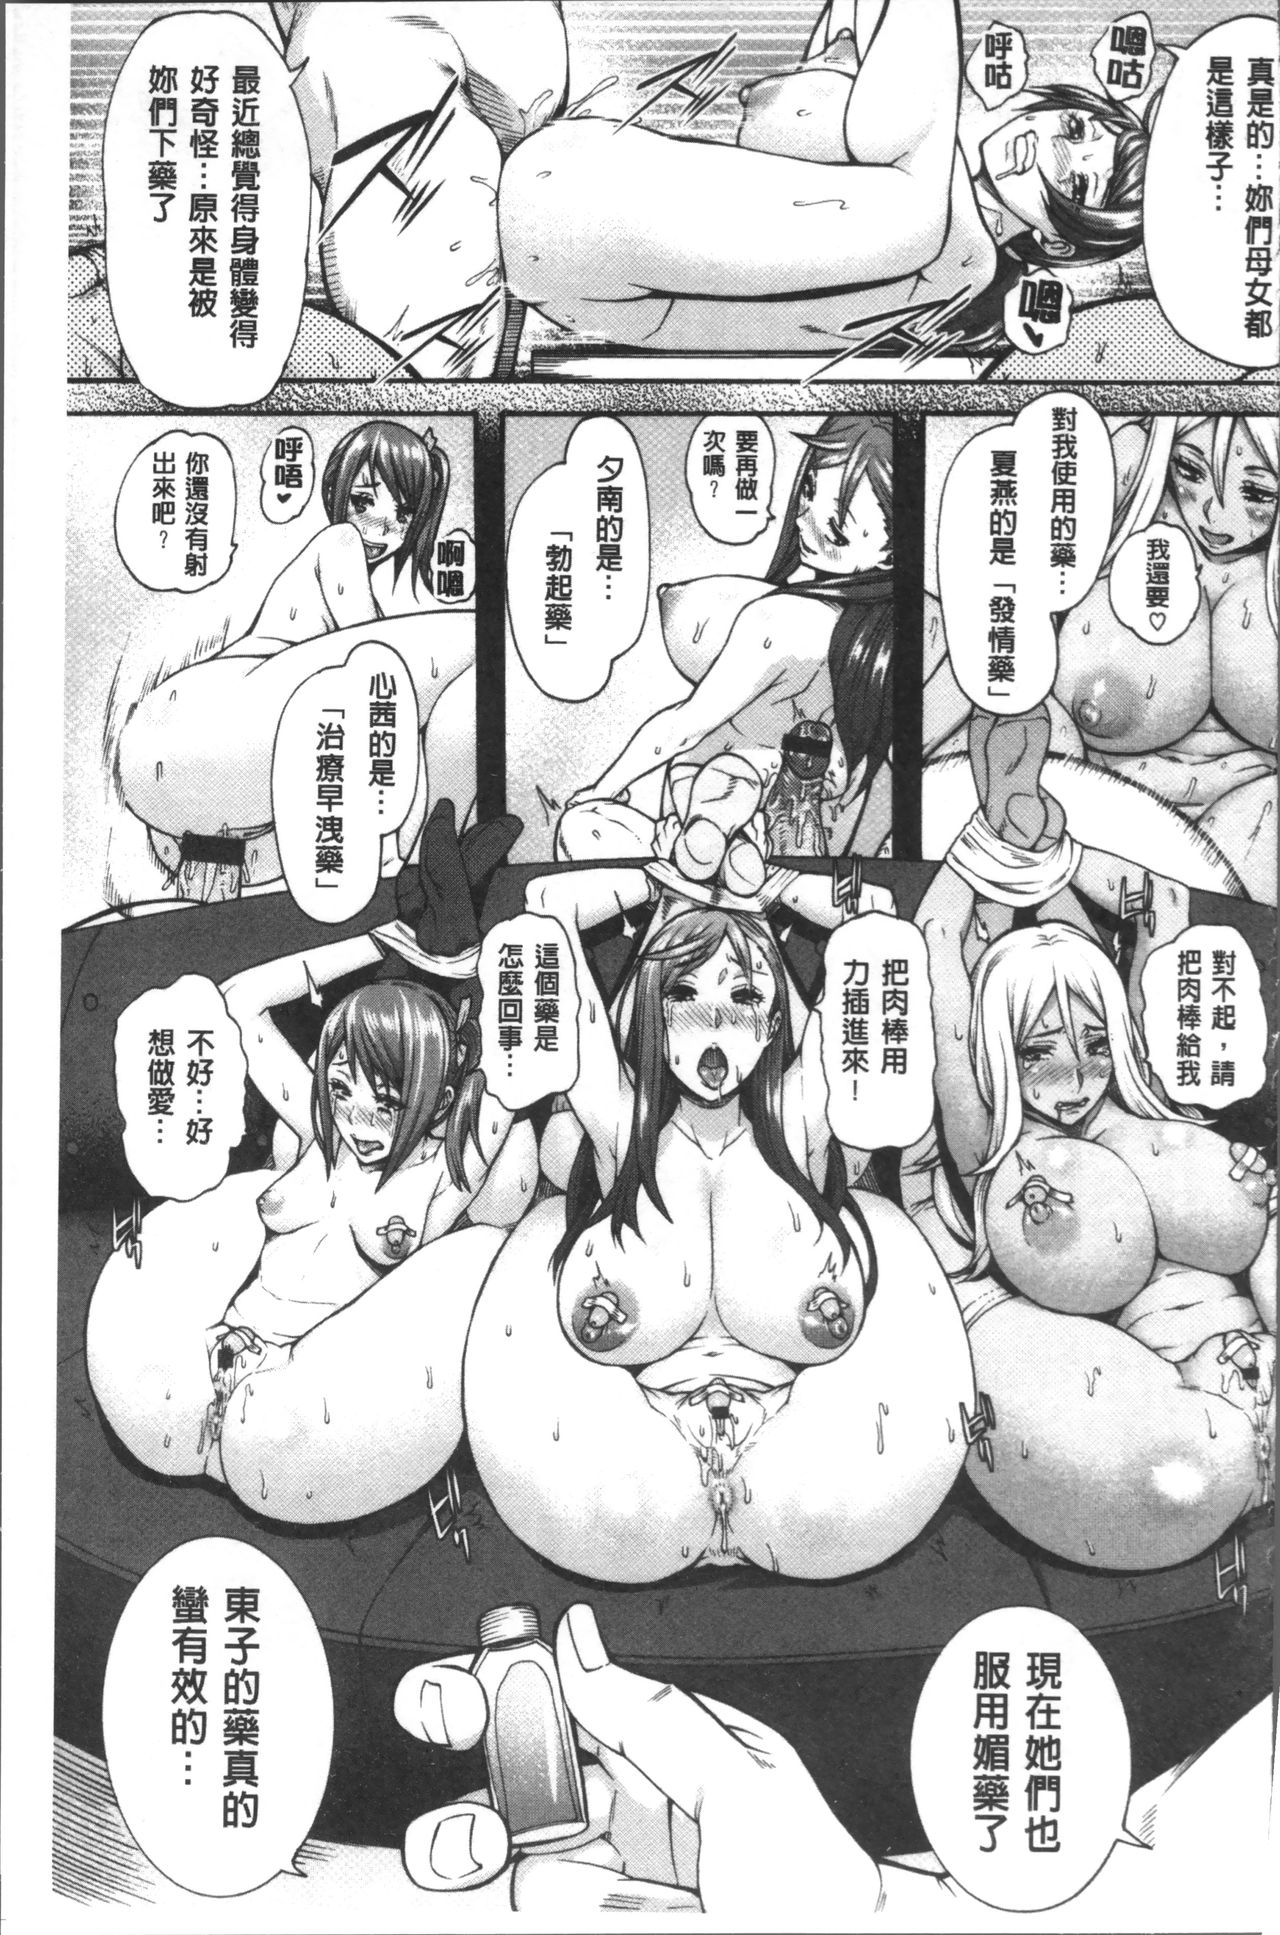 真是的…妳們母女都
是這樣子…
嗯咕
呼咕
嗯♥
最近總覺得身體變得
好奇怪…原來是被
妳們下藥了
對我使用的藥…
夏燕的是「發情藥」
我還要♡
要再做一
次嗎？
夕南的是…
「勃起藥」
呼唔♥
啊嗯
你還沒有射
出來吧？
心茜的是…
「治療早洩藥」
對不起，請
把肉棒給我
把肉棒用
力插進來！
這個藥是
怎麼回事…
不好…好
想做愛…
現在她們也
服用媚藥了
東子的藥真的
蠻有效的…